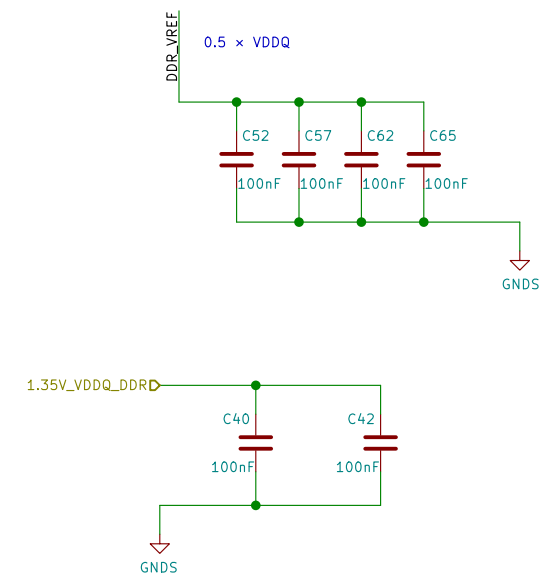 DDR_VREF
0.5 × VDDQ
C52
C57
C62
C65
100nF
100nF
100nF
100nF
GNDS
1.35V_VDDQ_DDR
C40
C42
100nF
100nF
GNDS